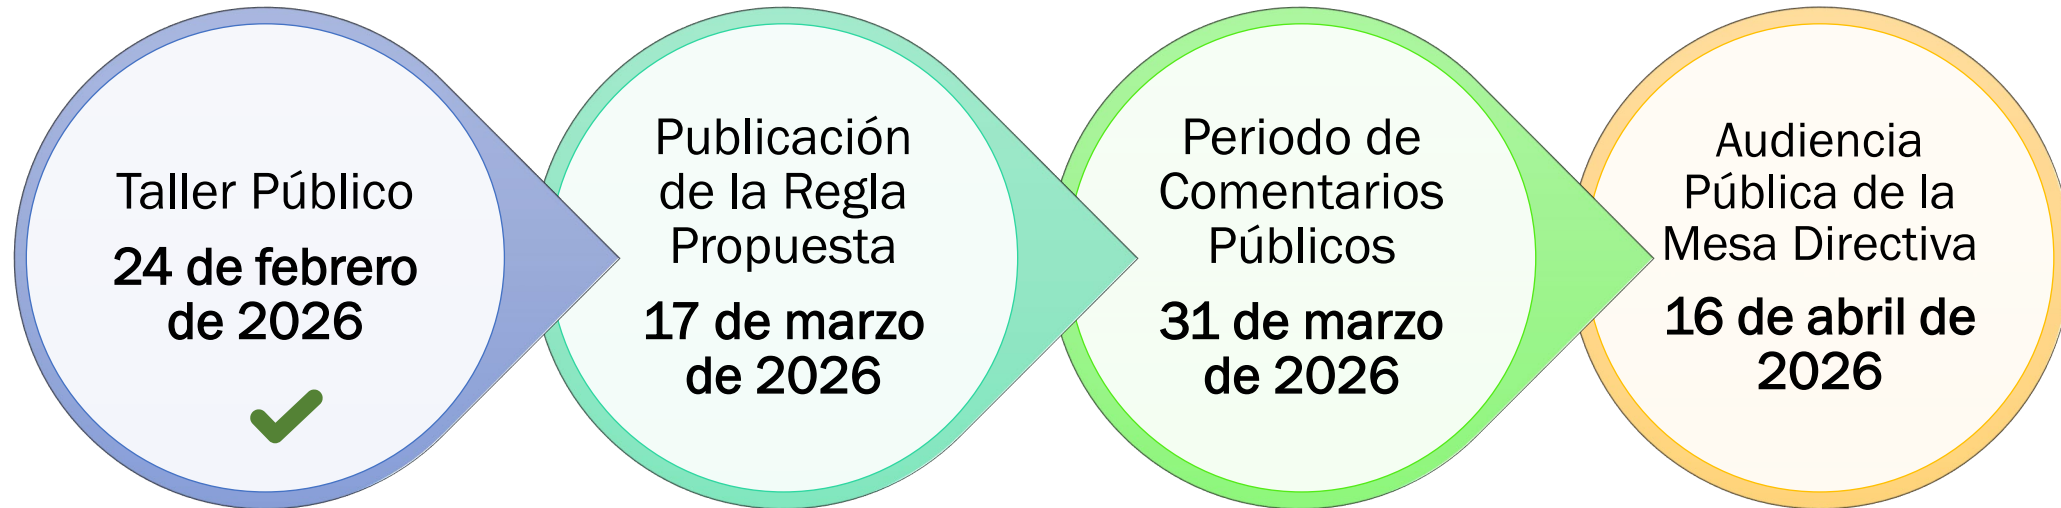 Taller Público
24 de febrero
de 2026
Publicación
de la Regla
Propuesta
17 de marzo
de 2026
Periodo de
Comentarios
Públicos
31 de marzo
de 2026
Audiencia
Pública de la
Mesa Directiva
16 de abril de
2026